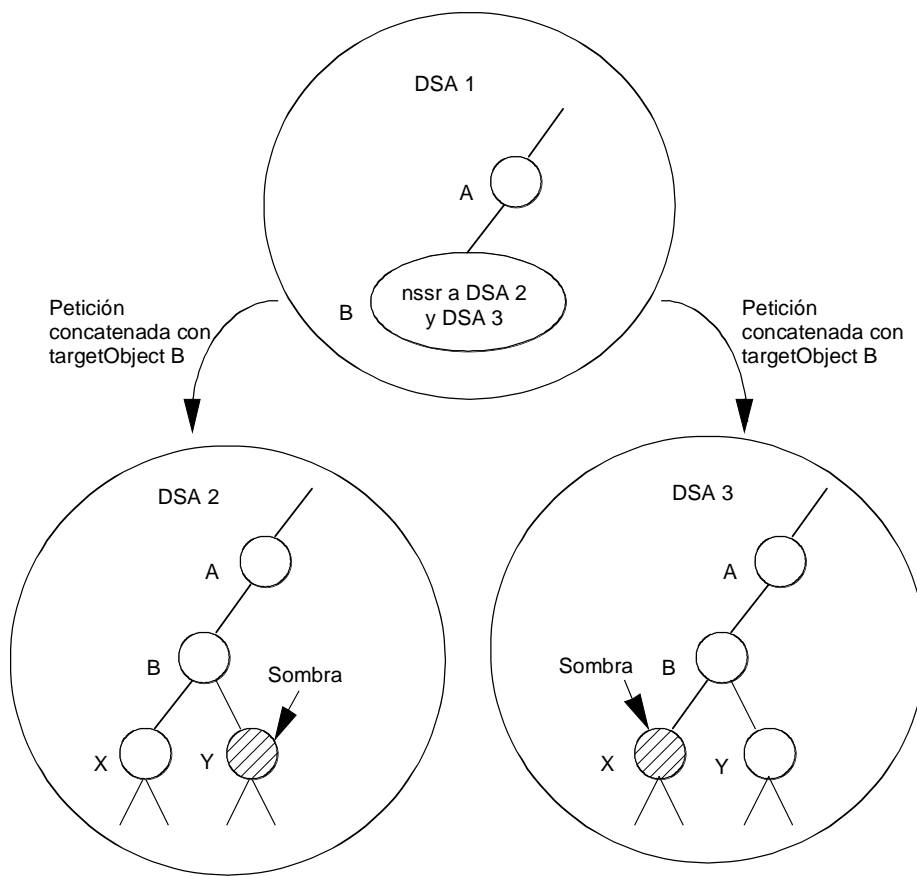 DSA 1
A
B
nssr a DSA 2
y DSA 3
Petición
concatenada con
targetObject B
Petición
concatenada con
targetObject B
DSA 2
A
B
Sombra
X
Y
DSA 3
A
Sombra
B
X
Y